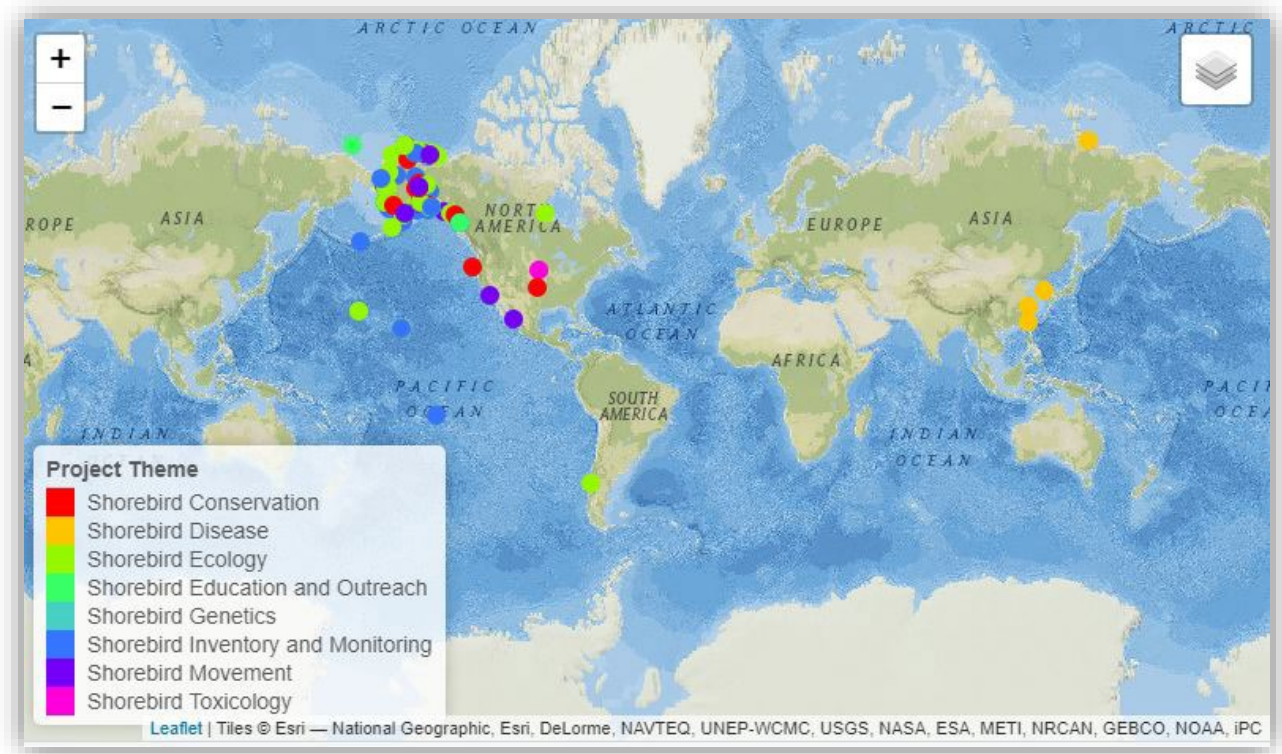 ARCTIC OCEAN
ARCTIC
+
−
ROPE
ASIA
NORTH
AMERICA
EUROPE
ASIA
ATLANTIC
OCEAN
AFRICA
PACIFIC
OCEAN
SOUTH
AMERICA
PACIF
OCEA
INDIAN
INDIAN
OCEAN
Project Theme
Shorebird Conservation
Shorebird Disease
Shorebird Ecology
Shorebird Education and Outreach
Shorebird Genetics
Shorebird Inventory and Monitoring
Shorebird Movement
Shorebird Toxicology
Leaflet | Tiles © Esri — National Geographic, Esri, DeLorme, NAVTEQ, UNEP-WCMC, USGS, NASA, ESA, METI, NRCAN, GEBCO, NOAA, iPC